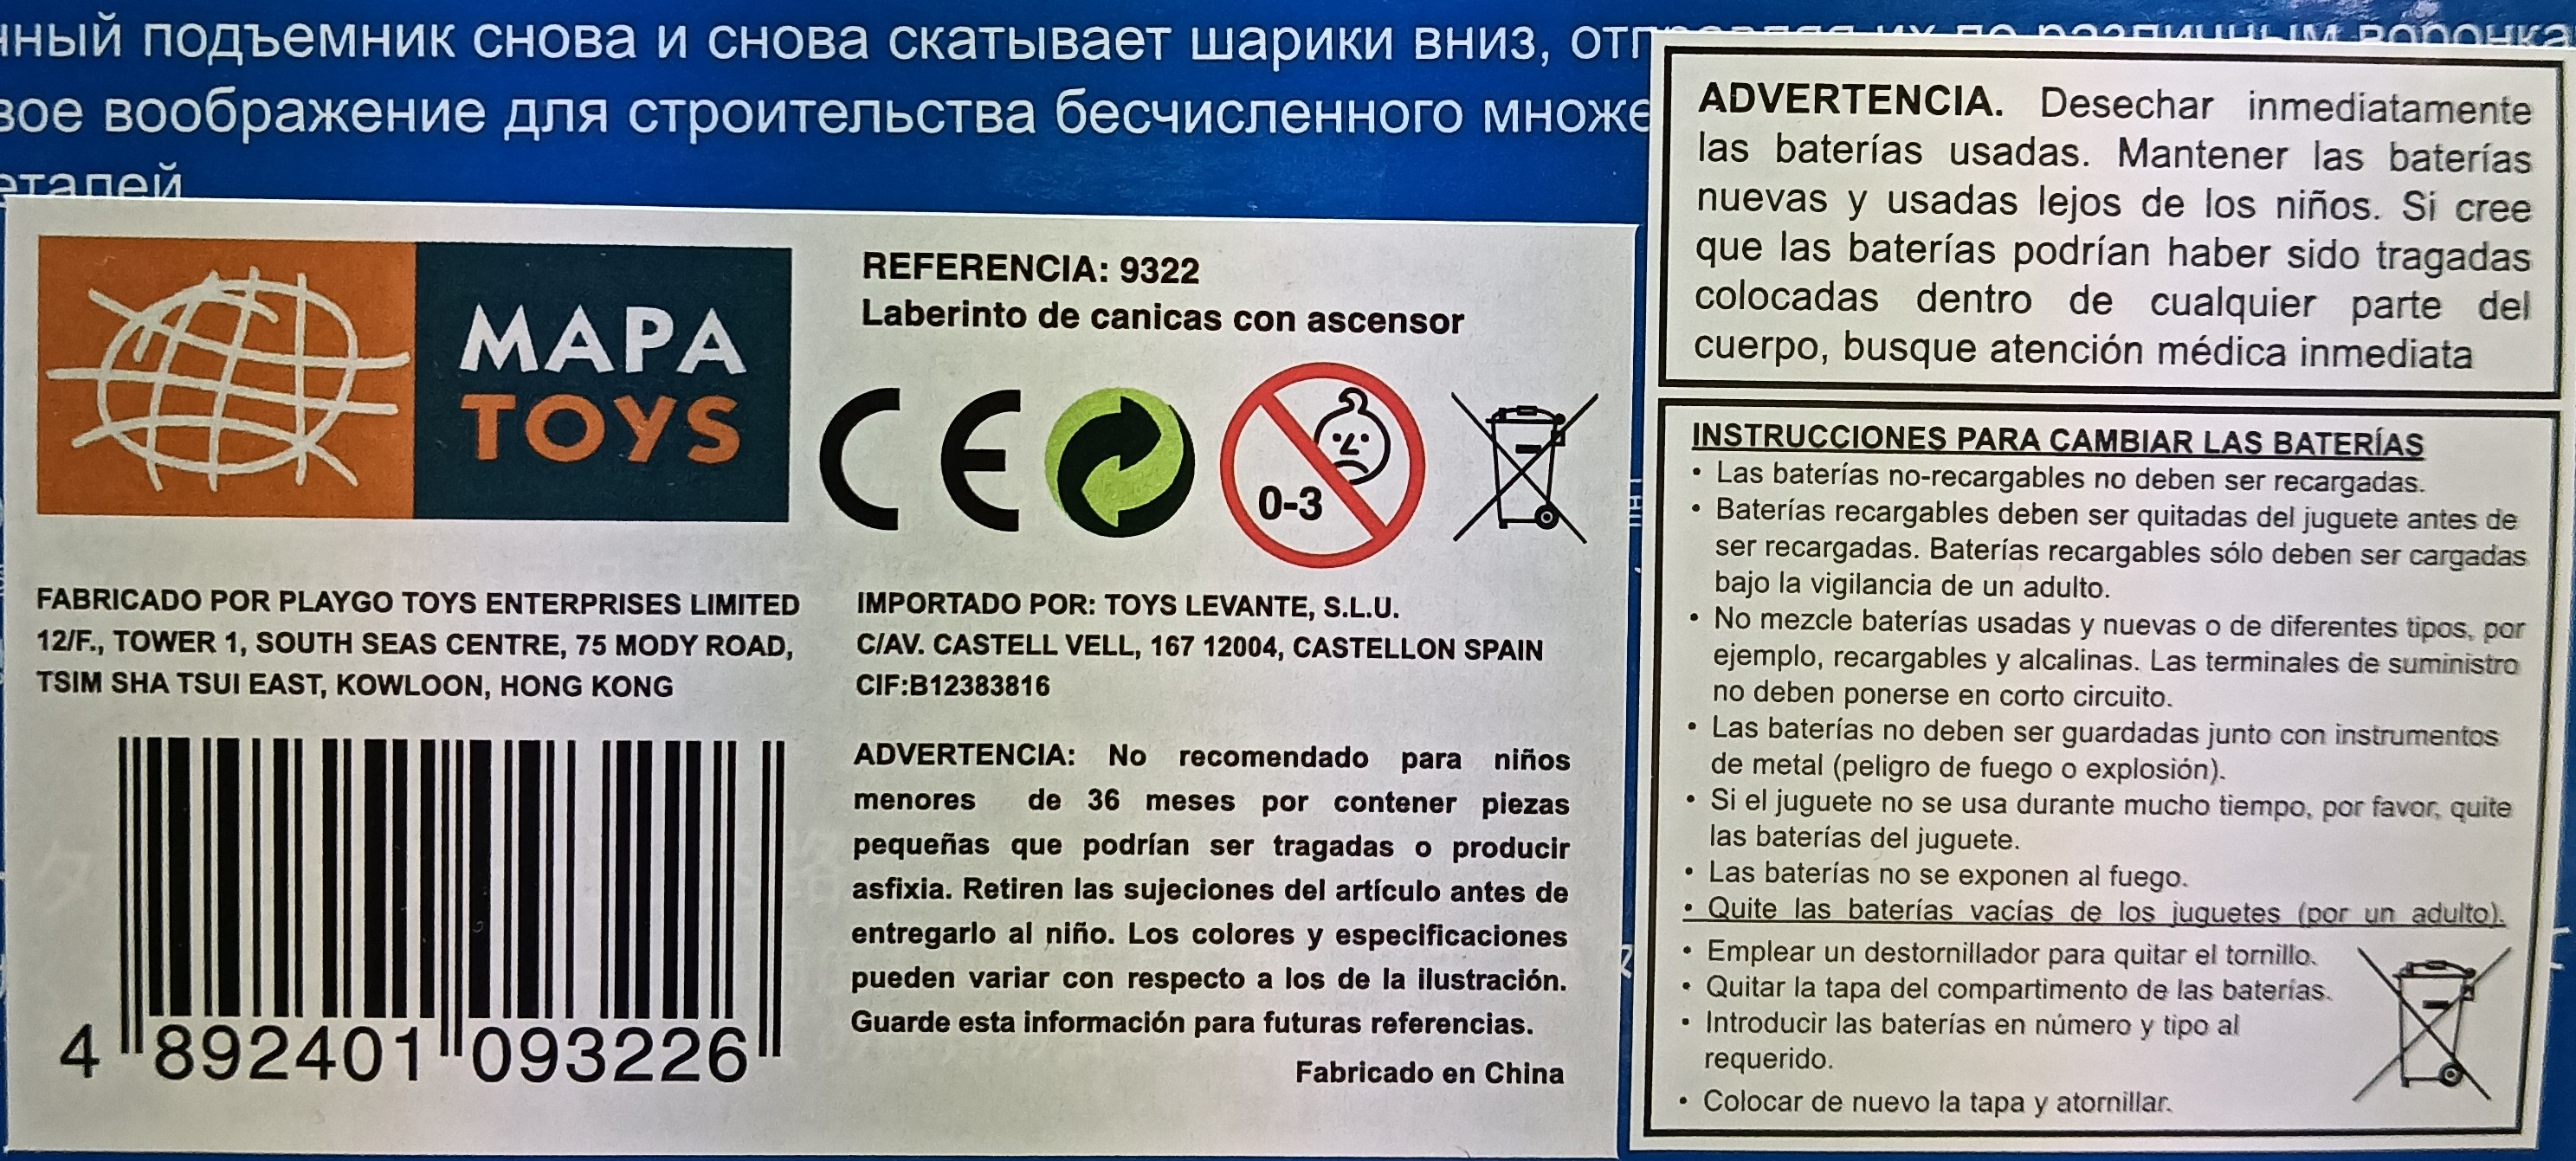 нный подъемник снова и снова скатывает шарики вниз, отправляя их по различным
вое воображение для строительства бесчисленного
MAPA
TOYS
REFERENCIA: 9322
Laberinto de canicas con ascensor
CE
0-3
FABRICADO POR PLAYGO TOYS ENTERPRISES LIMITED
12/F., TOWER 1, SOUTH SEAS CENTRE, 75 MODY ROAD,
TSIM SHA TSUI EAST, KOWLOON, HONG KONG
4 892401 093226
IMPORTADO POR: TOYS LEVANTE, S.L.U.
C/AV. CASTELL VELL, 167 12004, CASTELLON SPAIN
CIF:B12383816
ADVERTENCIA: No recomendado para niños
menores de 36 meses por contener piezas
pequeñas que podrían ser tragadas o producir
asfixia. Retiren las sujeciones del artículo antes de
entregarlo al niño. Los colores y especificaciones
pueden variar con respecto a los de la ilustración.
Guarde esta información para futuras referencias.
Fabricado en China
ADVERTENCIA. Desechar inmediatamente
las baterías usadas. Mantener las baterías
nuevas y usadas lejos de los niños. Si cree
que las baterías podrían haber sido tragadas
colocadas dentro de cualquier parte del
cuerpo, busque atención médica inmediata
INSTRUCCIONES PARA CAMBIAR LAS BATERÍAS
• Las baterías no-recargables no deben ser recargadas.
• Baterías recargables deben ser quitadas del juguete antes de
ser recargadas. Baterías recargables sólo deben ser cargadas
bajo la vigilancia de un adulto.
• No mezcle baterías usadas y nuevas o de diferentes tipos, por
ejemplo, recargables y alcalinas. Las terminales de suministro
no deben ponerse en corto circuito.
• Las baterías no deben ser guardadas junto con instrumentos
de metal (peligro de fuego o explosión).
• Si el juguete no se usa durante mucho tiempo, por favor, quite
las baterías del juguete.
• Las baterías no se exponen al fuego.
• Quite las baterías vacías de los juguetes (por un adulto).
• Emplear un destornillador para quitar el tornillo.
• Quitar la tapa del compartimento de las baterías.
• Introducir las baterías en número y tipo al
requerido.
• Colocar de nuevo la tapa y atornillar.